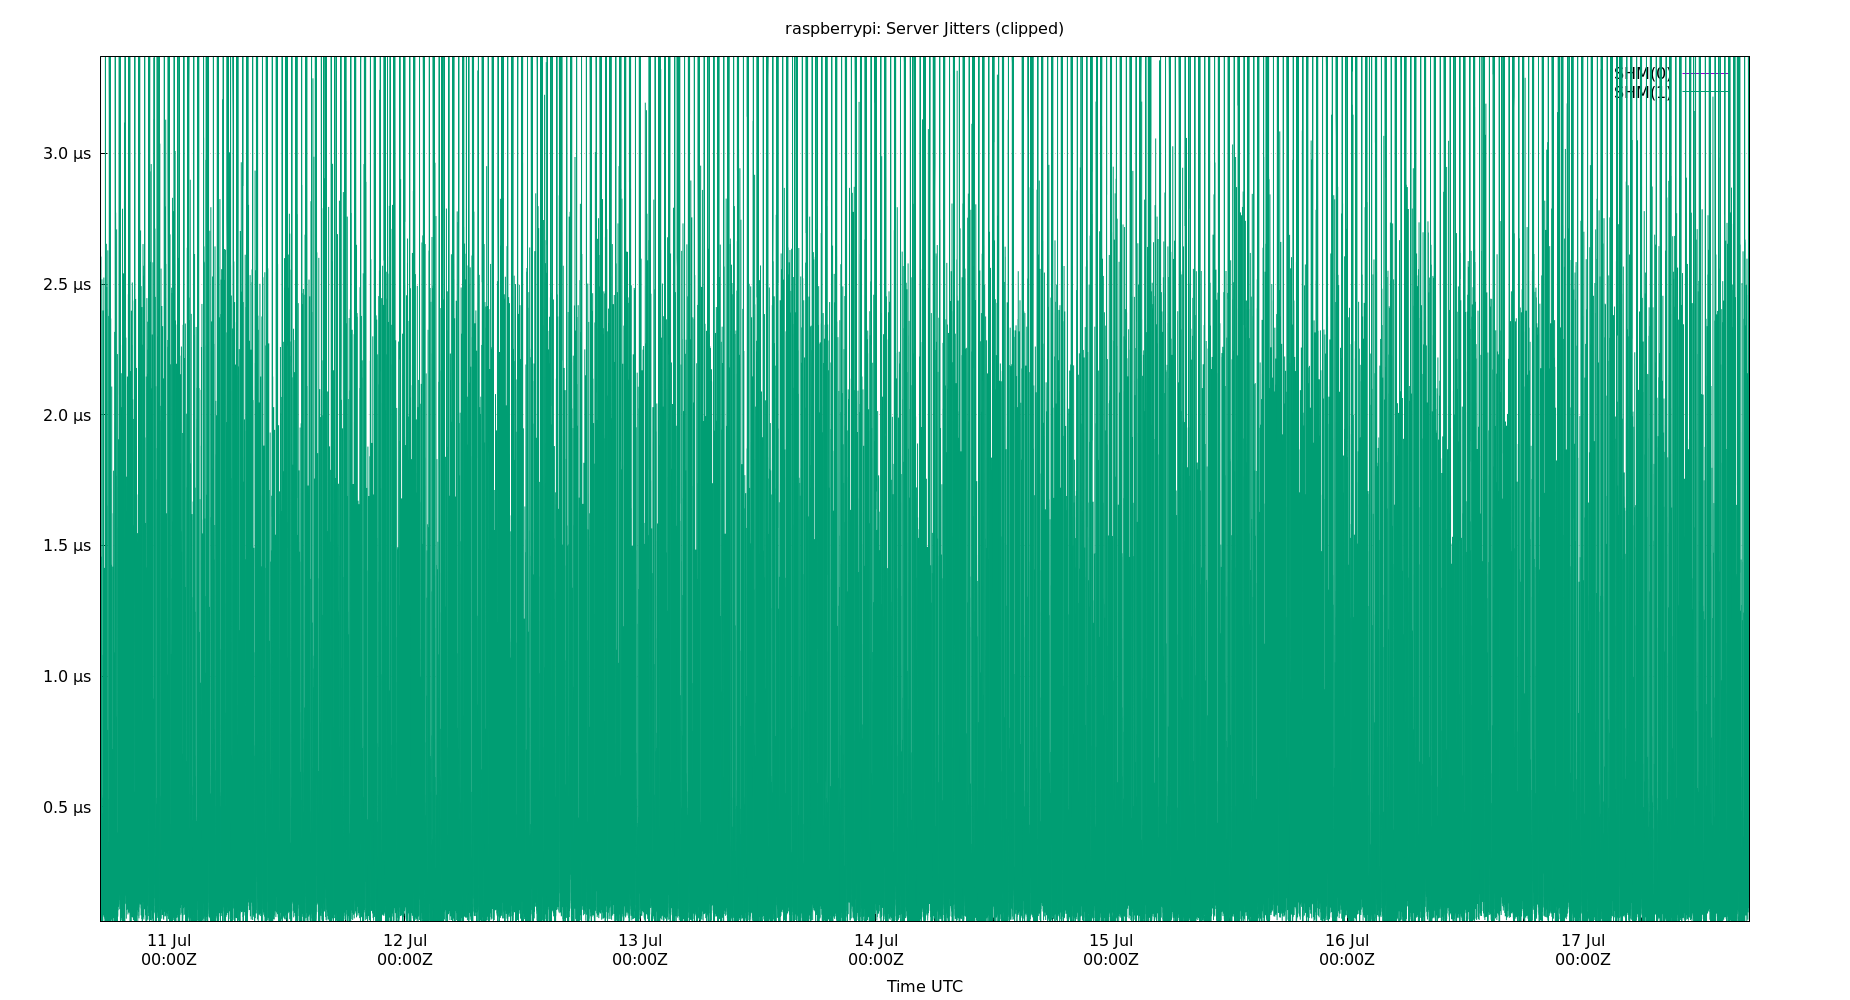 raspberrypi: Server Jitters (clipped)
SHM(0)
SHM(1)
3.0 µs
2.5 µs
2.0 µs
1.5 µs
1.0 µs
0.5 µs
11 Jul
00:00Z
12 Jul
00:00Z
13 Jul
00:00Z
14 Jul
00:00Z
15 Jul
00:00Z
16 Jul
00:00Z
17 Jul
00:00Z
Time UTC